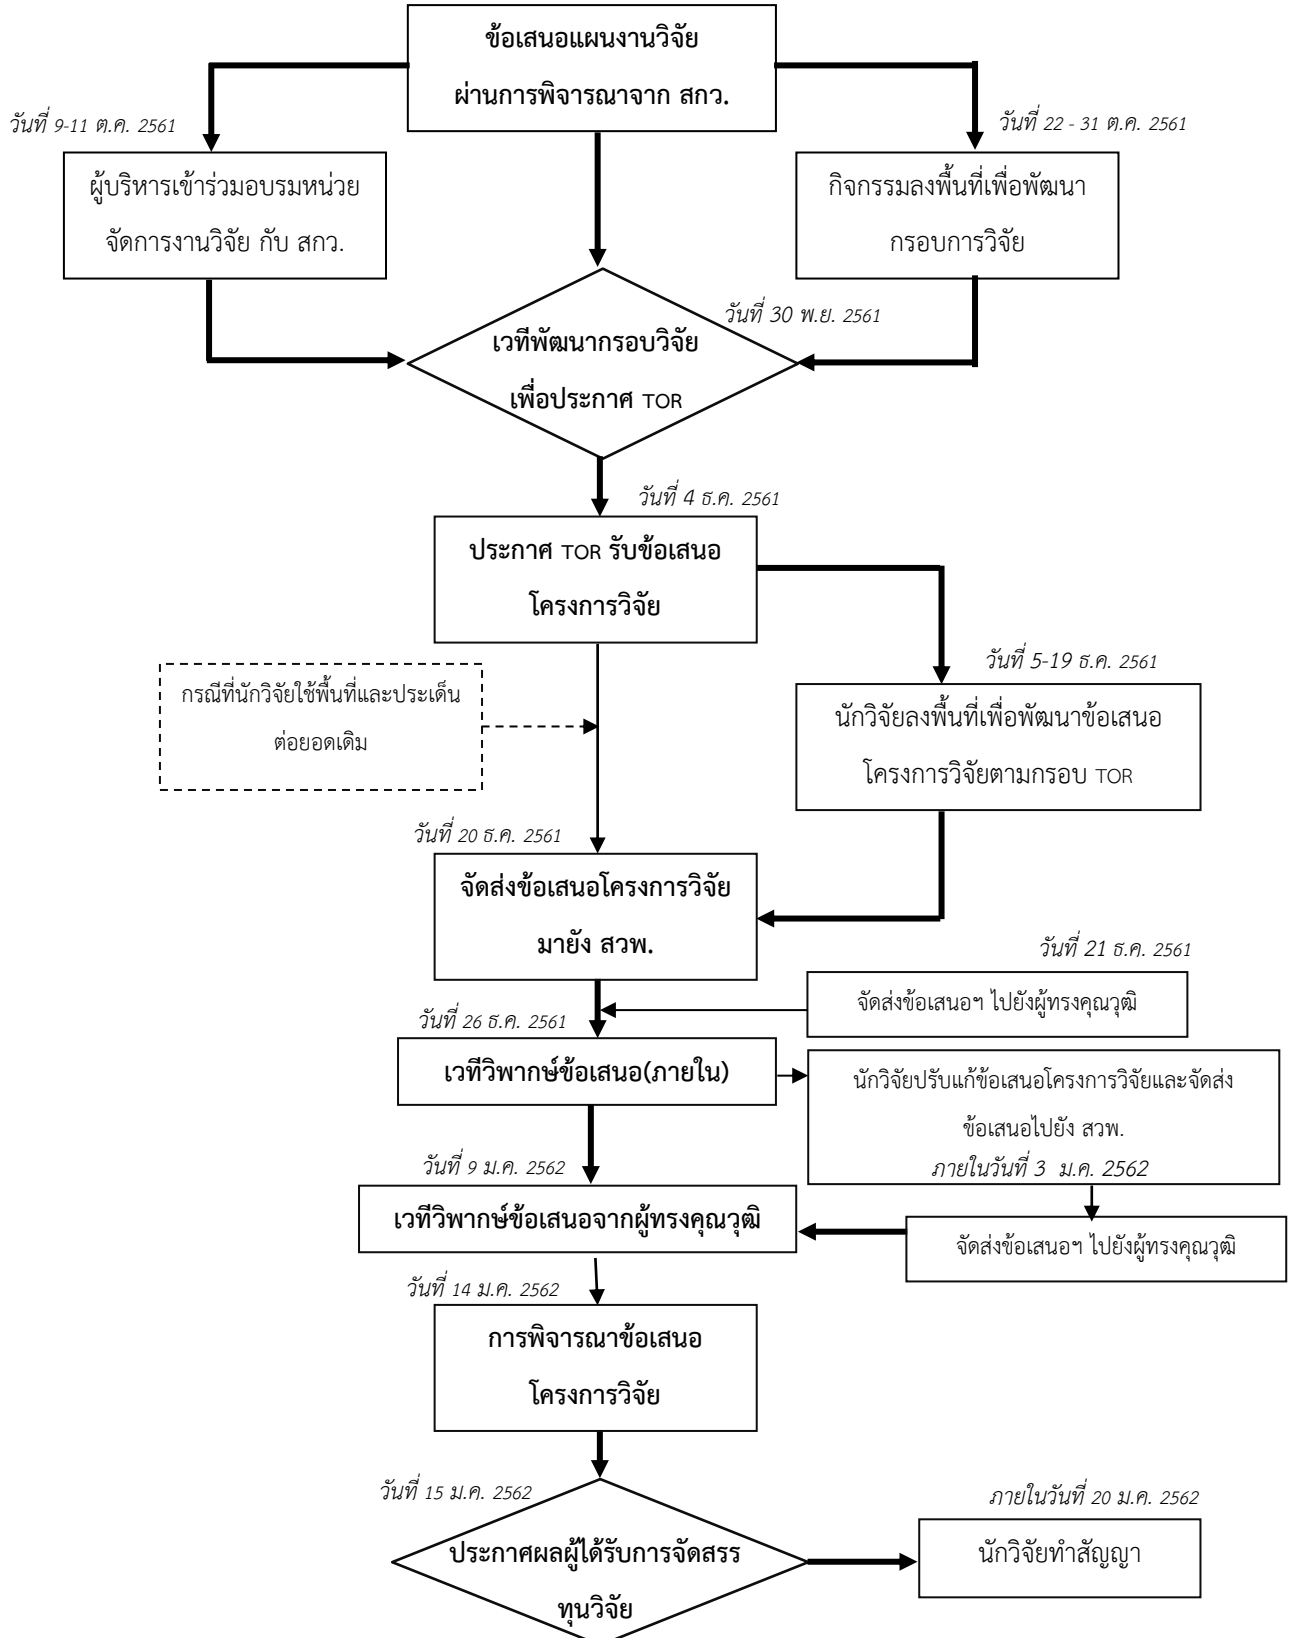 ข้อเสนอแผนงานวิจัย
ผ่านการพิจารณาจาก สกว.
วันที่ 9-11 ต.ค. 2561
วันที่ 22 - 31 ต.ค. 2561
ผู้บริหารเข้าร่วมอบรมหน่วย
จัดการงานวิจัย กับ สกว.
กิจกรรมลงพื้นที่เพื่อพัฒนา
กรอบการวิจัย
วันที่ 30 พ.ย. 2561
เวทีพัฒนากรอบวิจัย
เพื่อประกาศ TOR
วันที่ 4 ธ.ค. 2561
ประกาศ TOR รับข้อเสนอ
โครงการวิจัย
วันที่ 5-19 ธ.ค. 2561
กรณีที่นักวิจัยใช้พื้นที่และประเด็น
ต่อยอดเดิม
นักวิจัยลงพื้นที่เพื่อพัฒนาข้อเสนอ
โครงการวิจัยตามกรอบ TOR
วันที่ 20 ธ.ค. 2561
จัดส่งข้อเสนอโครงการวิจัย
มายัง สวพ.
วันที่ 21 ธ.ค. 2561
จัดส่งข้อเสนอฯ ไปยังผู้ทรงคุณวุฒิ
วันที่ 26 ธ.ค. 2561
เวทีวิพากษ์ข้อเสนอ(ภายใน)
นักวิจัยปรับแก้ข้อเสนอโครงการวิจัยและจัดส่ง
ข้อเสนอไปยัง สวพ.
ภายในวันที่ 3 ม.ค. 2562
วันที่ 9 ม.ค. 2562
เวทีวิพากษ์ข้อเสนอจากผู้ทรงคุณวุฒิ
จัดส่งข้อเสนอฯ ไปยังผู้ทรงคุณวุฒิ
วันที่ 14 ม.ค. 2562
การพิจารณาข้อเสนอ
โครงการวิจัย
วันที่ 15 ม.ค. 2562
ภายในวันที่ 20 ม.ค. 2562
ประกาศผลผู้ได้รับการจัดสรร
ทุนวิจัย
นักวิจัยทำสัญญา